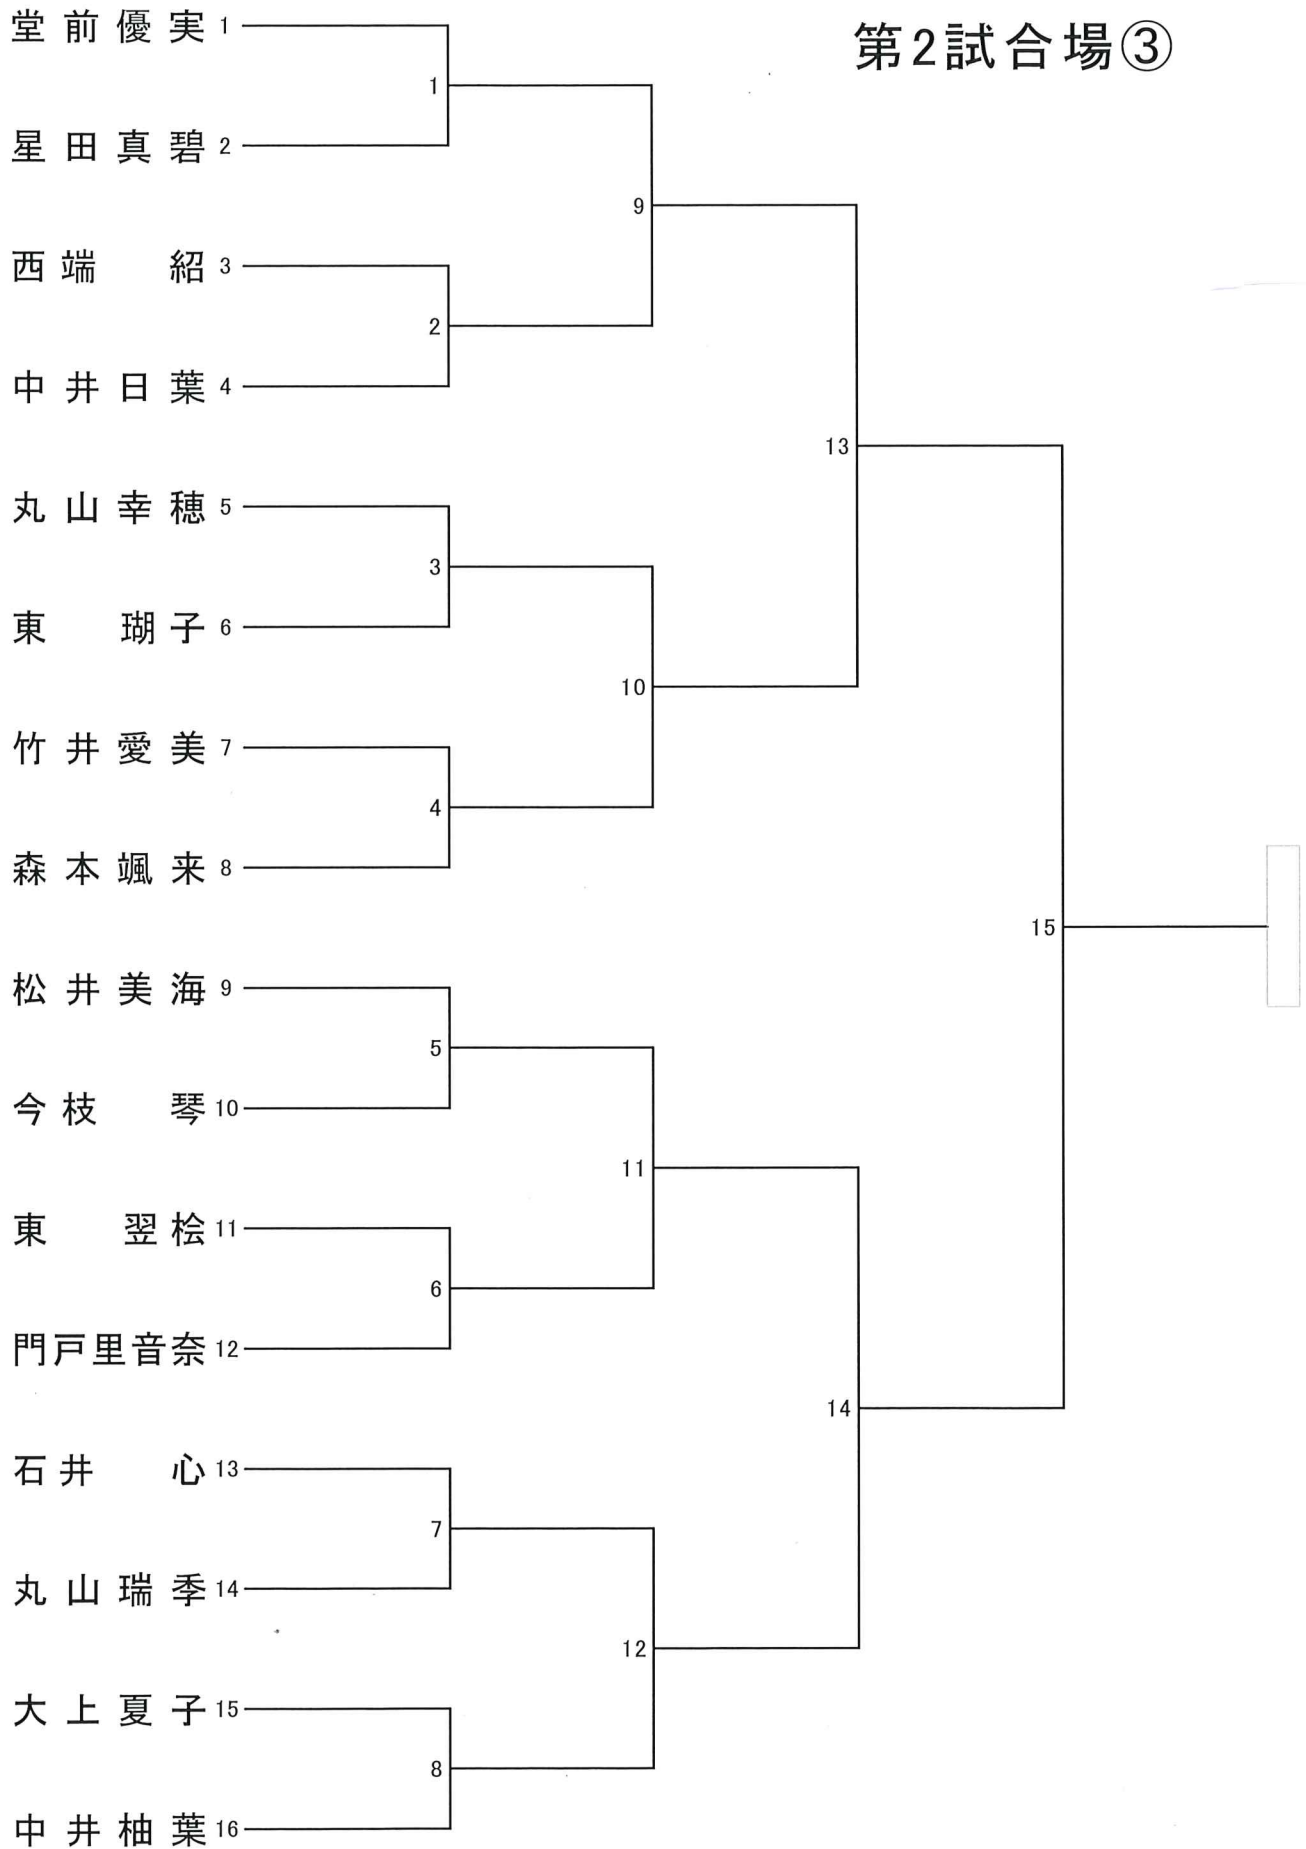 第2試合場③
堂前優実 1
1
星田真碧 2
9
西端 紹 3
2
中井日葉 4
13
丸山幸穂 5
3
東 瑚子 6
10
竹井愛美 7
4
森本颯来 8
15
松井美海 9
5
今枝 琴 10
11
東 翌桧 11
6
門戸里音奈 12
14
石井 心 13
7
丸山瑞季 14
12
大上夏子 15
8
中井柚葉 16